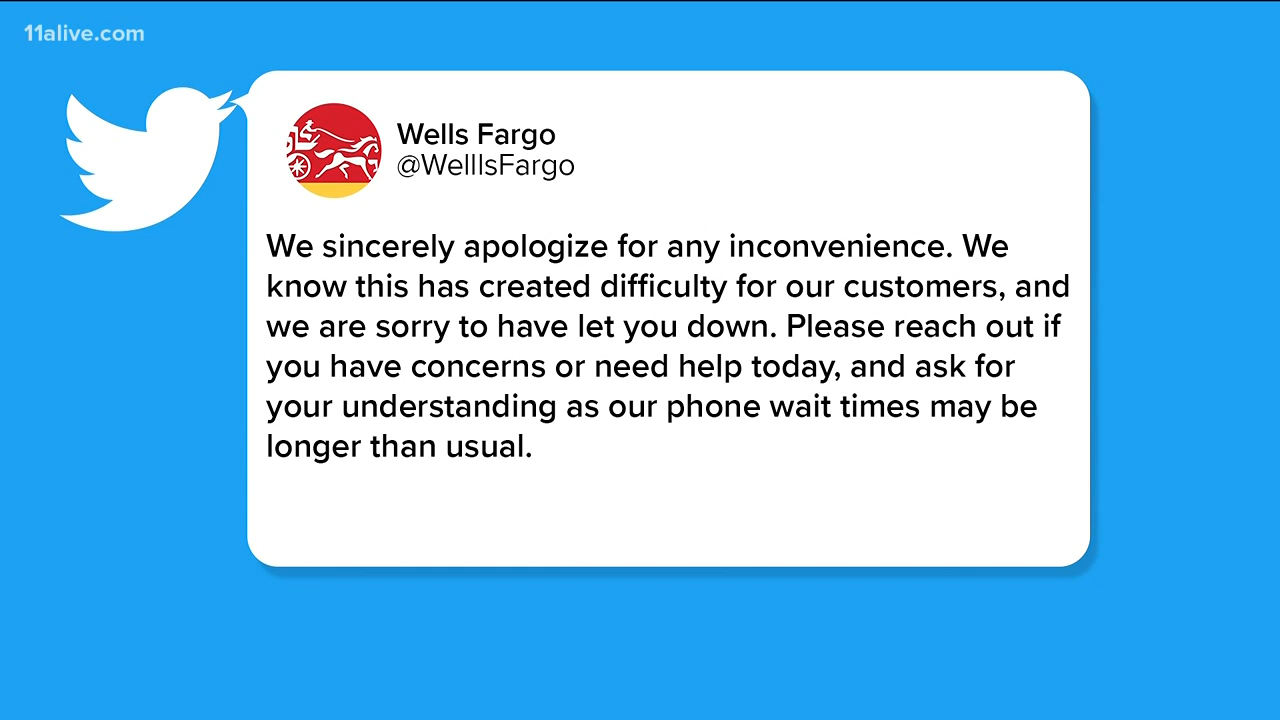 11alive.com
Wells Fargo
@WelllsFargo
We sincerely apologize for any inconvenience. We
know this has created difficulty for our customers, and
we are sorry to have let you down. Please reach out if
you have concerns or need help today, and ask for
your understanding as our phone wait times may be
longer than usual.